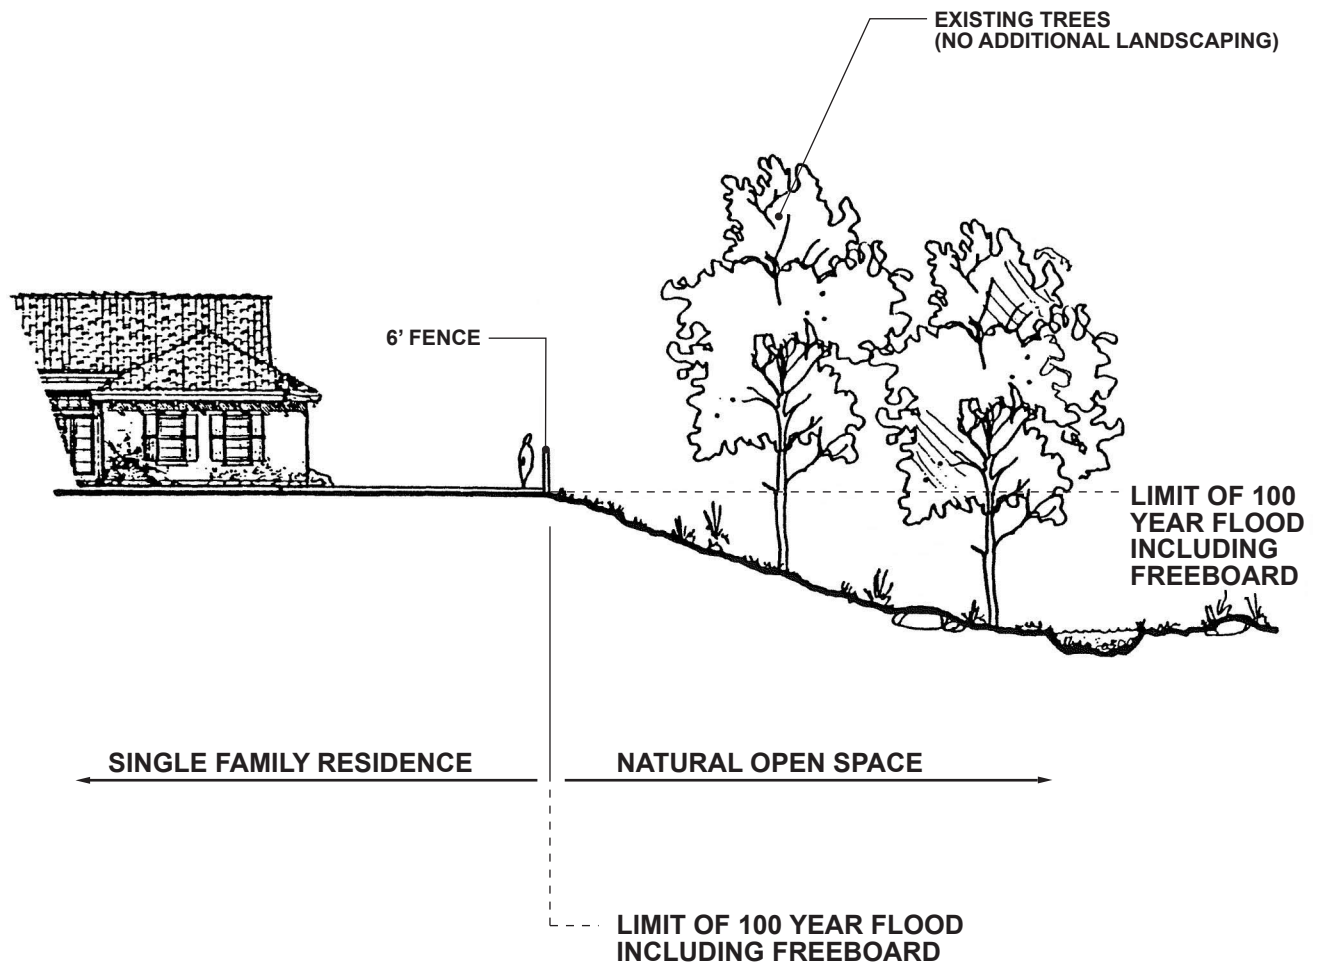 EXISTING TREES
(NO ADDITIONAL LANDSCAPING)
6' FENCE
LIMIT OF 100
YEAR FLOOD
INCLUDING
FREEBOARD
SINGLE FAMILY RESIDENCE
NATURAL OPEN SPACE
LIMIT OF 100 YEAR FLOOD
INCLUDING FREEBOARD